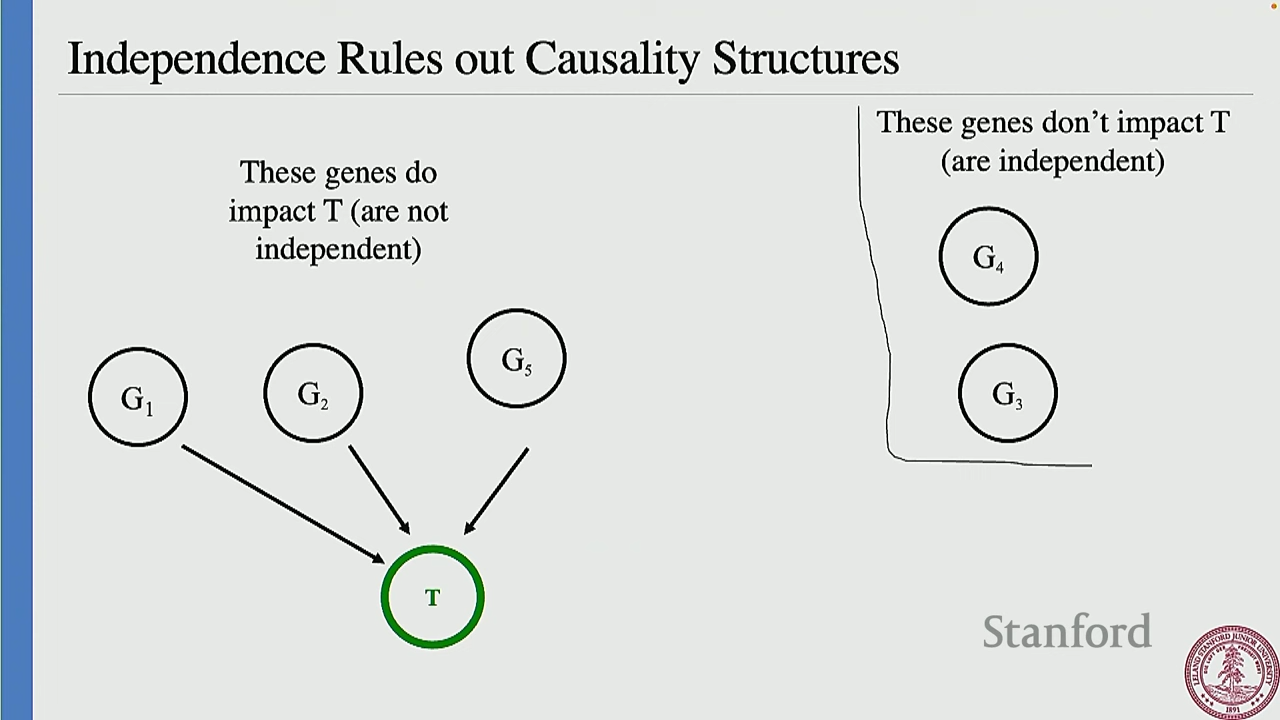 Independence Rules out Causality Structures
These genes do
impact T (are not
independent)
These genes don’t impact T
(are independent)
G₄
G₅
G₁
G₂
G₃
T
Stanford
1891